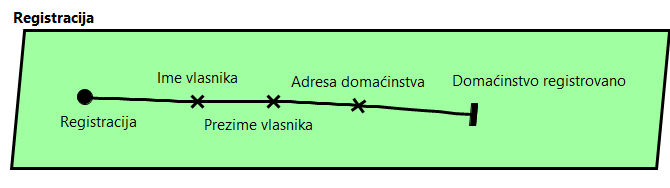 Registracija
Ime vlasnika
Adresa domaćinstva
Domaćinstvo registrovano
Registracija
Prezime vlasnika